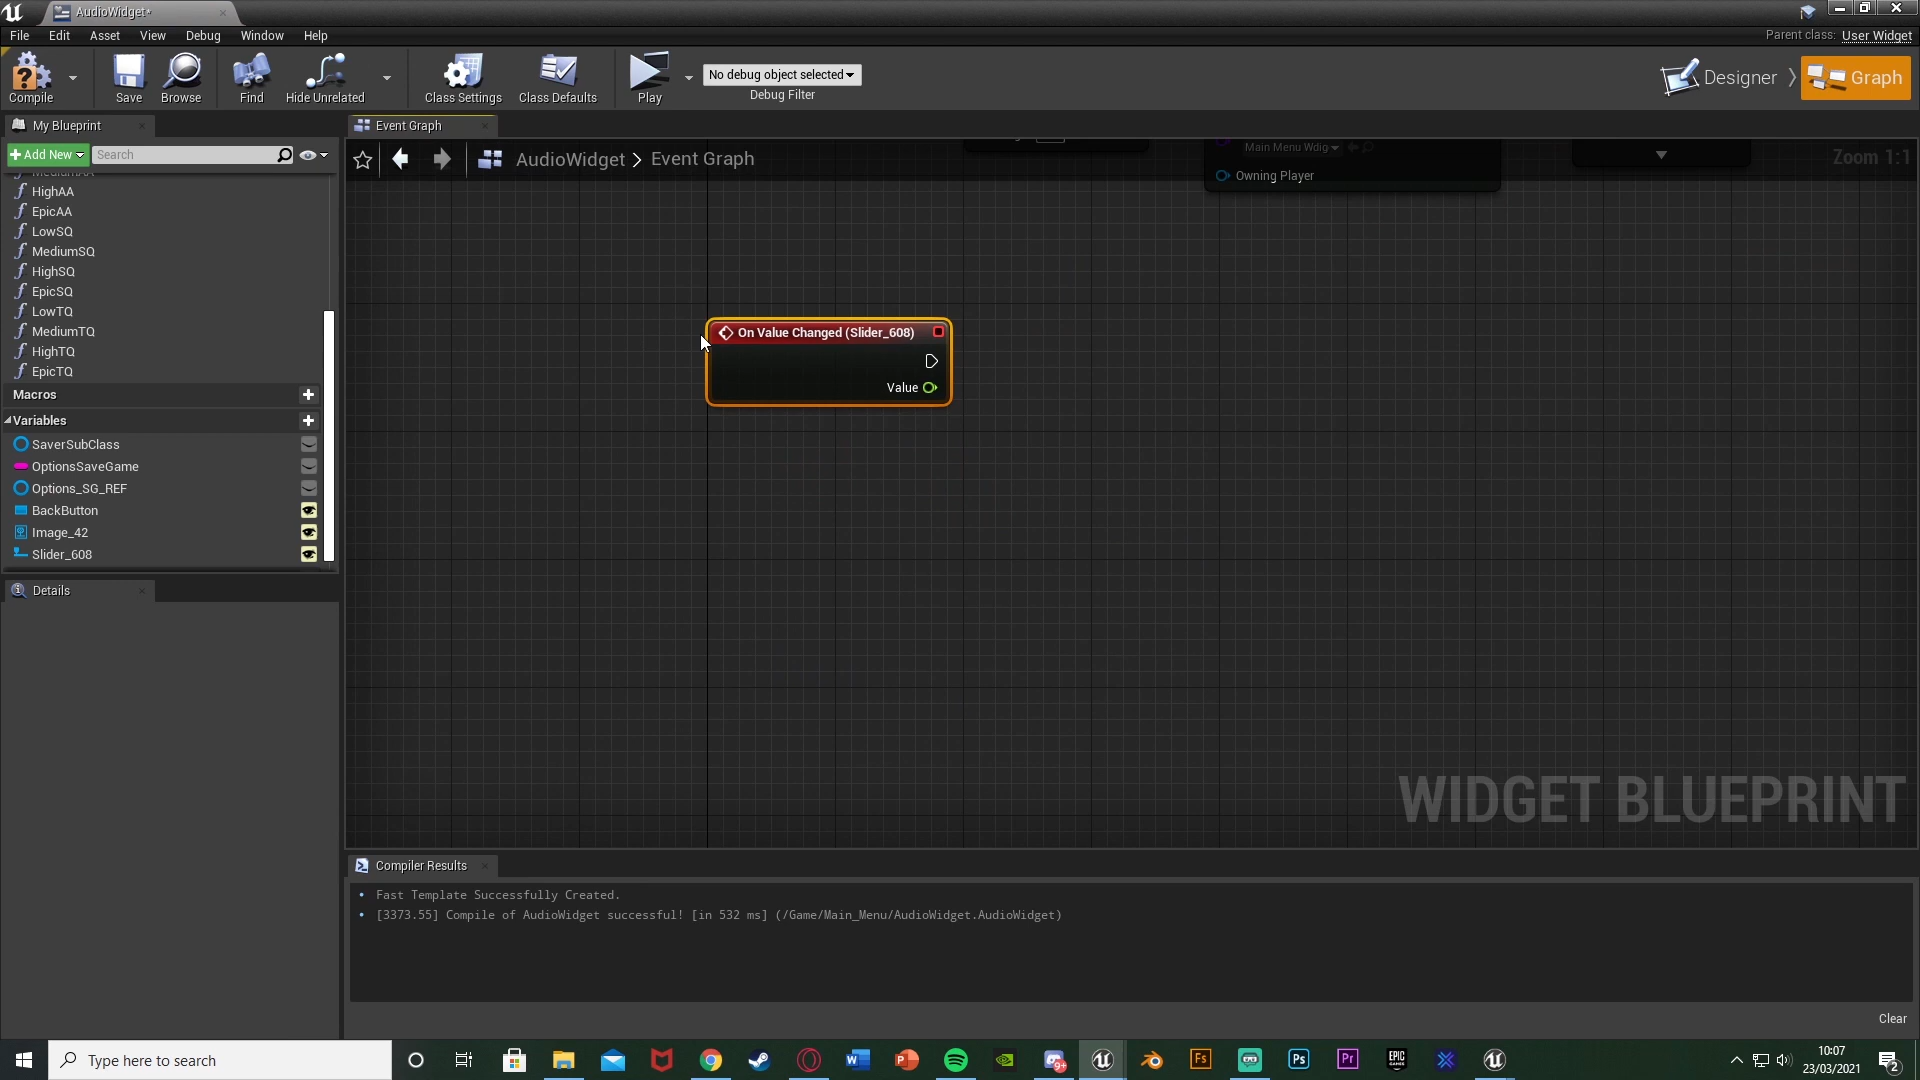 AudioWidget*
File Edit Asset View Debug Window Help
Parent class: User Widget
Compile
Save
Browse
Find
Hide Unrelated
Class Settings
Class Defaults
Play
No debug object selected
Debug Filter
Designer
Graph
My Blueprint
Event Graph
Add New
Search
AudioWidget > Event Graph
Zoom 1:1
Main Menu Wdig
Owning Player
MediumAA
HighAA
EpicAA
LowSQ
MediumSQ
HighSQ
EpicSQ
LowTQ
MediumTQ
HighTQ
EpicTQ
Macros
Variables
SaverSubClass
OptionsSaveGame
Options_SG_REF
BackButton
Image_42
Slider_608
Details
On Value Changed (Slider_608)
Value
WIDGET BLUEPRINT
Compiler Results
Fast Template Successfully Created.
[3373.55] Compile of AudioWidget successful! [in 532 ms] (/Game/Main_Menu/AudioWidget.AudioWidget)
Clear
Type here to search
10:07
23/03/2021
2